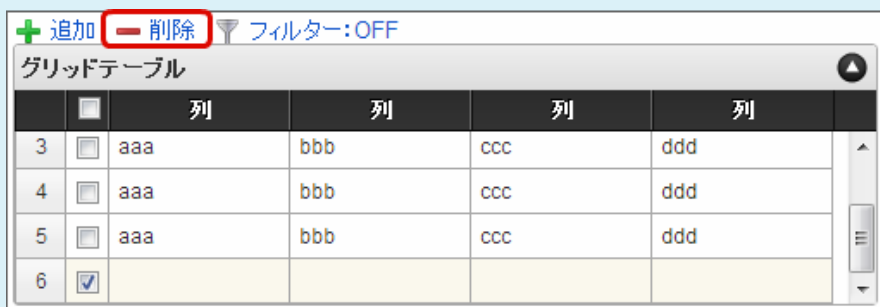 追加 削除 フィルター:OFF
グリッドテーブル
列 列 列 列
3 aaa bbb ccc ddd
4 aaa bbb ccc ddd
5 aaa bbb ccc ddd
6